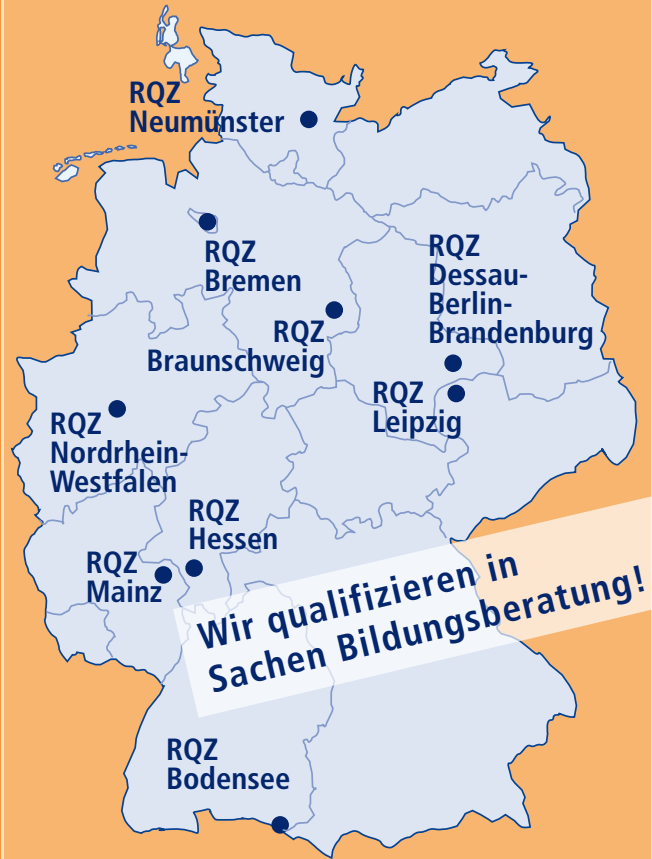 RQZ
Neumünster
RQZ
Bremen
RQZ
Dessau-
Berlin-
Brandenburg
RQZ
Braunschweig
RQZ
Leipzig
RQZ
Nordrhein-
Westfalen
RQZ
Hessen
RQZ
Mainz
Wir qualifizieren in
Sachen Bildungsberatung!
RQZ
Bodensee